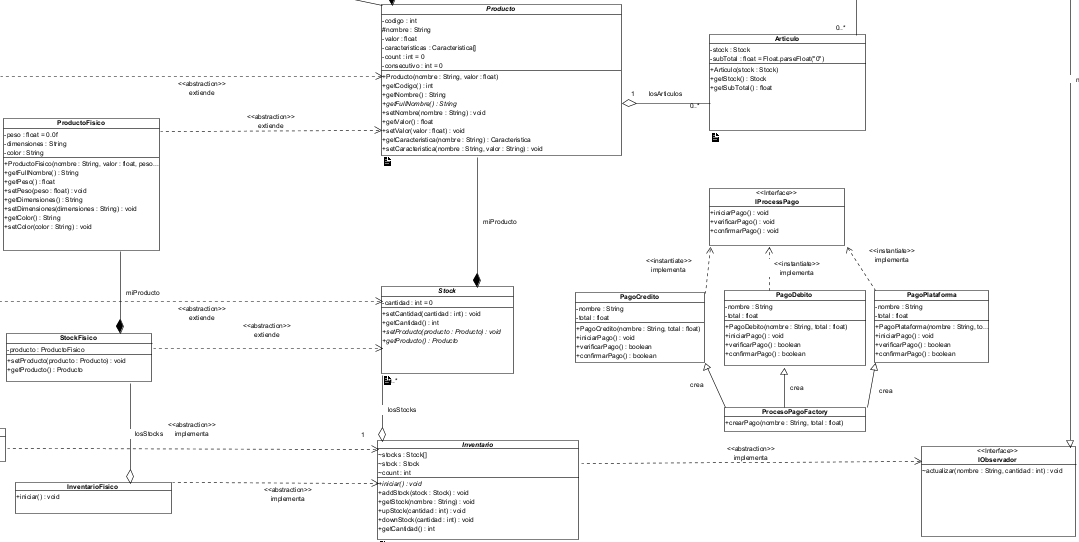 Producto
-codigo : int
#nombre : String
-valor : float
-caracteristicas : Caracteristica[]
-count : int = 0
-consecutivo : int = 0
+Producto(nombre : String, valor : float)
+getCodigo() : int
+getNombre() : String
+getFullNombre() : String
+setNombre(nombre : String) : void
+getValor() : float
+setValor(valor : float) : void
+getCaracteristica(nombre : String) : Caracteristica
+setCaracteristica(nombre : String, valor : String) : void
0..*
Articulo
-stock : Stock
-subTotal : float = Float.parseFloat("0")
+Articulo(stock : Stock)
+getStock() : Stock
+getSubTotal() : float
1
losArticulos
0..*
<<abstraction>>
extiende
<<abstraction>>
extiende
ProductoFisico
-peso : float = 0.0f
-dimensiones : String
-color : String
+ProductoFisico(nombre : String, valor : float, peso...
+getFullNombre() : String
+getPeso() : float
+setPeso(peso : float) : void
+getDimensiones() : String
+setDimensiones(dimensiones : String) : void
+getColor() : String
+setColor(color : String) : void
miProducto
miProducto
<<Interface>>
IProcessPago
+iniciarPago() : void
+verificarPago() : void
+confirmarPago() : void
<<instantiate>>
implementa
<<instantiate>>
implementa
<<instantiate>>
implementa
Stock
-cantidad : int = 0
+setCantidad(cantidad : int) : void
+getCantidad() : int
+setProducto(producto : Producto) : void
+getProducto() : Producto
<<abstraction>>
extiende
<<abstraction>>
extiende
StockFisico
-producto : ProductoFisico
+setProducto(producto : Producto) : void
+getProducto() : Producto
PagoCredito
-nombre : String
-total : float
+PagoCredito(nombre : String, total : float)
+iniciarPago() : void
+verificarPago() : boolean
+confirmarPago() : boolean
PagoDebito
-nombre : String
-total : float
+PagoDebito(nombre : String, total : float)
+iniciarPago() : void
+verificarPago() : boolean
+confirmarPago() : boolean
PagoPlataforma
-nombre : String
-total : float
+PagoPlataforma(nombre : String, to...
+iniciarPago() : void
+verificarPago() : boolean
+confirmarPago() : boolean
crea
crea
crea
ProcesoPagoFactory
+crearPago(nombre : String, total : float)
losStocks
1
losStocks
<<abstraction>>
implementa
<<abstraction>>
implementa
<<abstraction>>
implementa
InventarioFisico
+iniciar() : void
Inventario
~stocks : Stock[]
~stock : Stock
~count : int
+iniciar() : void
+addStock(stock : Stock) : void
+getStock(nombre : String) : void
+upStock(cantidad : int) : void
+downStock(cantidad : int) : void
+getCantidad() : int
<<Interface>>
IObservador
~actualizar(nombre : String, cantidad : int) : void